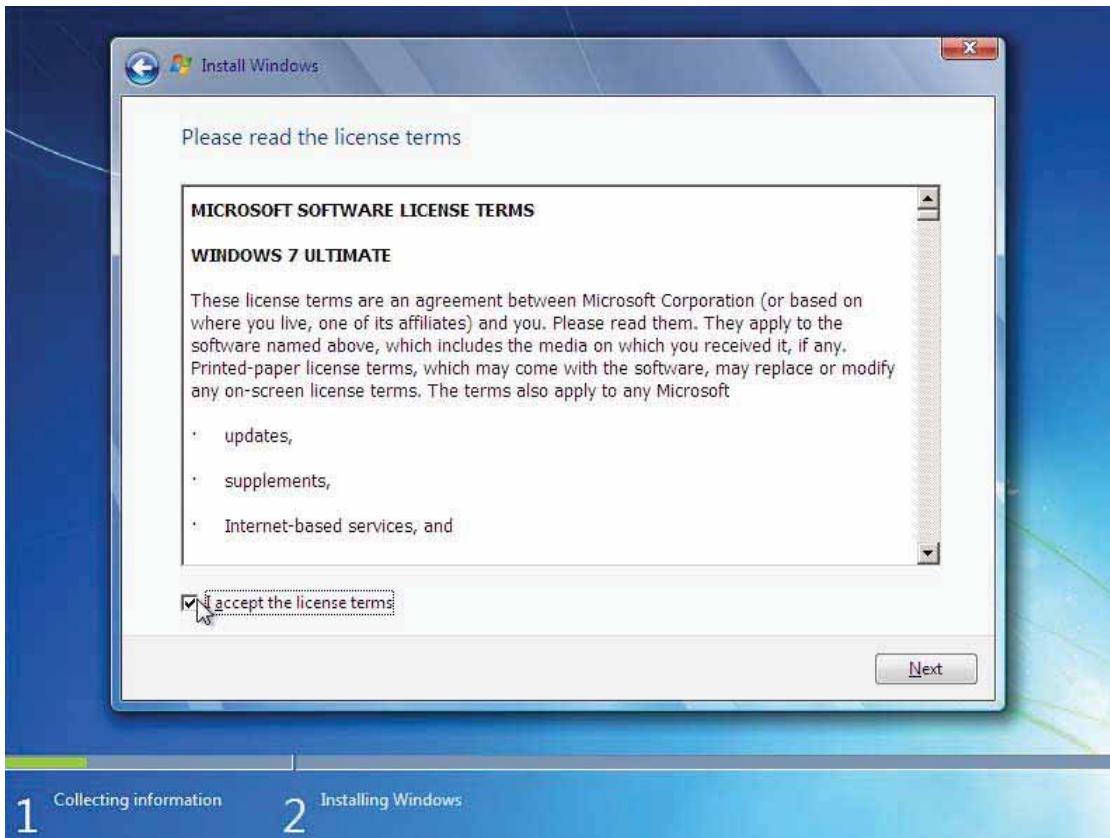 Install Windows
Please read the license terms
MICROSOFT SOFTWARE LICENSE TERMS
WINDOWS 7 ULTIMATE
These license terms are an agreement between Microsoft Corporation (or based on
where you live, one of its affiliates) and you. Please read them. They apply to the
software named above, which includes the media on which you received it, if any.
Printed-paper license terms, which may come with the software, may replace or modify
any on-screen license terms. The terms also apply to any Microsoft
· updates,
· supplements,
· Internet-based services, and
I accept the license terms
Next
1 Collecting information
2 Installing Windows